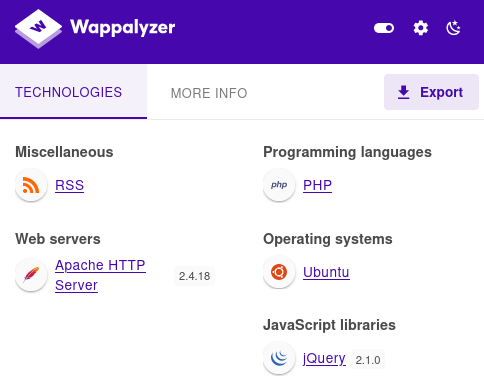 Wappalyzer
TECHNOLOGIES
MORE INFO
Export
Miscellaneous
RSS
Web servers
Apache HTTP
Server
2.4.18
Programming languages
php
PHP
Operating systems
Ubuntu
JavaScript libraries
jQuery
2.1.0